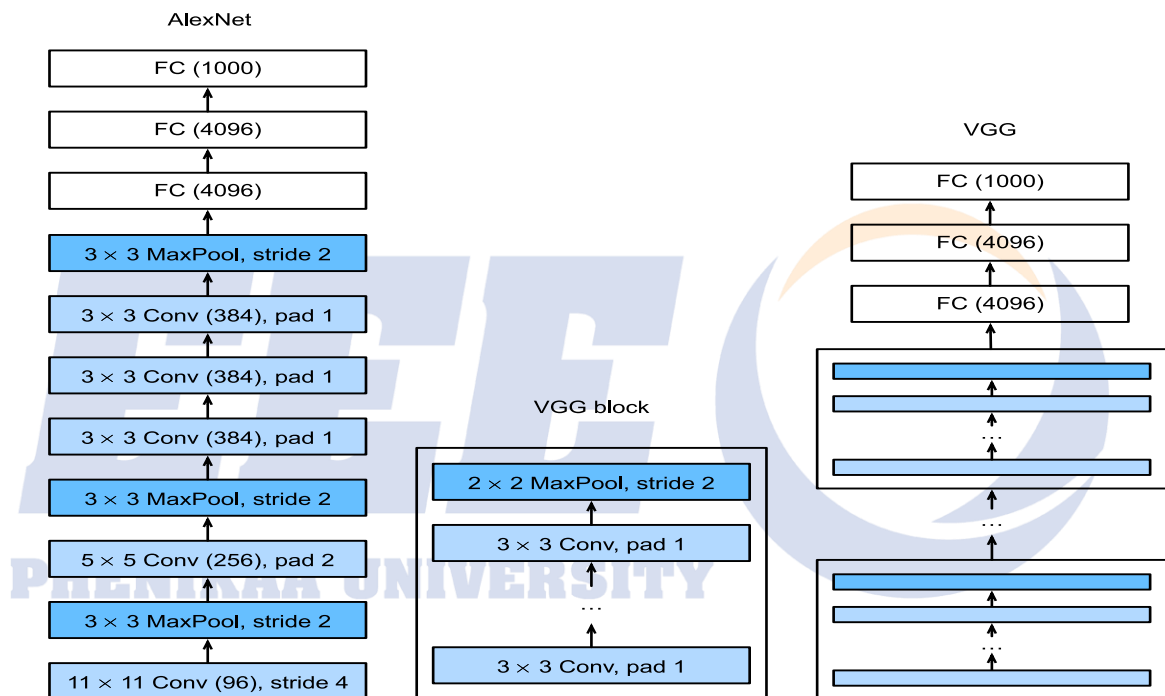 AlexNet
FC (1000)
FC (4096)
FC (4096)
3 × 3 MaxPool, stride 2
3 × 3 Conv (384), pad 1
3 × 3 Conv (384), pad 1
3 × 3 Conv (384), pad 1
3 × 3 MaxPool, stride 2
5 × 5 Conv (256), pad 2
3 × 3 MaxPool, stride 2
11 × 11 Conv (96), stride 4
VGG block
2 × 2 MaxPool, stride 2
3 × 3 Conv, pad 1
...
3 × 3 Conv, pad 1
VGG
FC (1000)
FC (4096)
FC (4096)
...
...
...
EEE
PHENIKAA UNIVERSITY